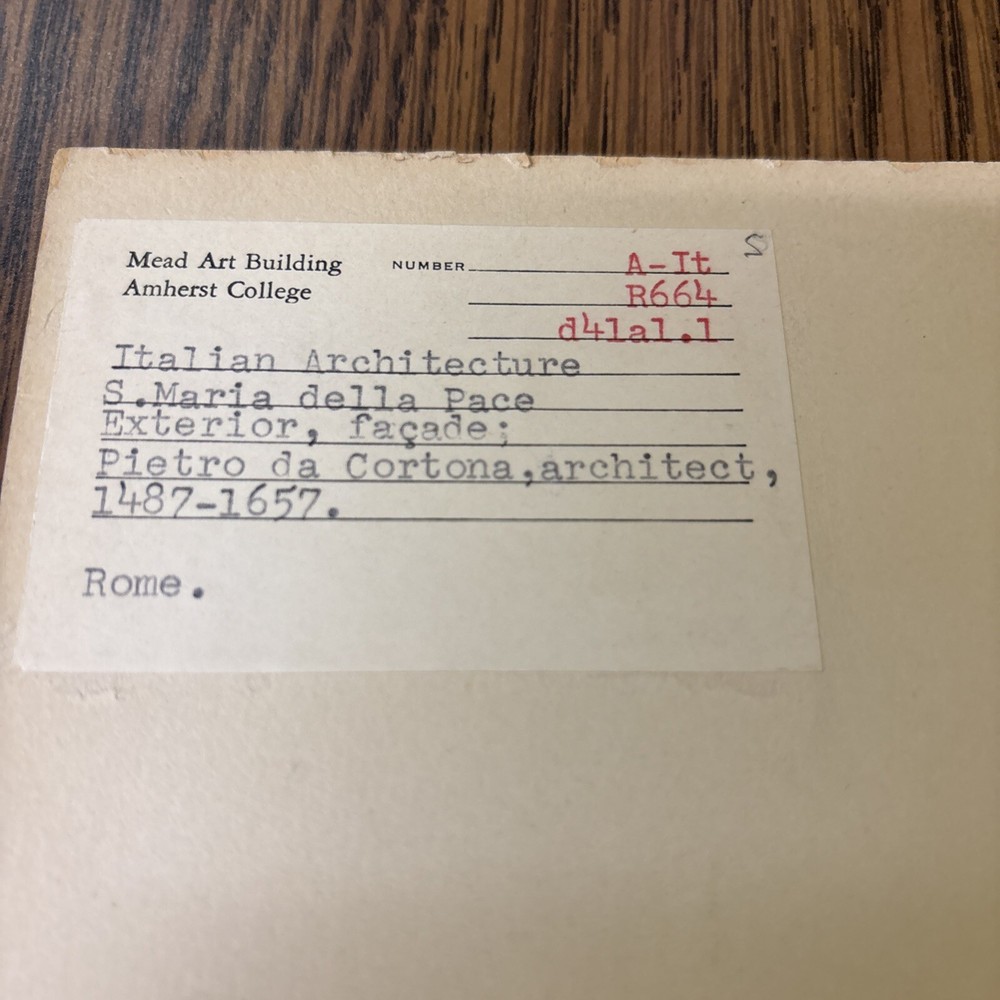 Mead Art Building NUMBER A-It
Amherst College R664
d41a1.1
Italian Architecture
S.Maria della Pace
Exterior, façade;
Pietro da Cortona,architect,
1487-1657.
Rome.
S